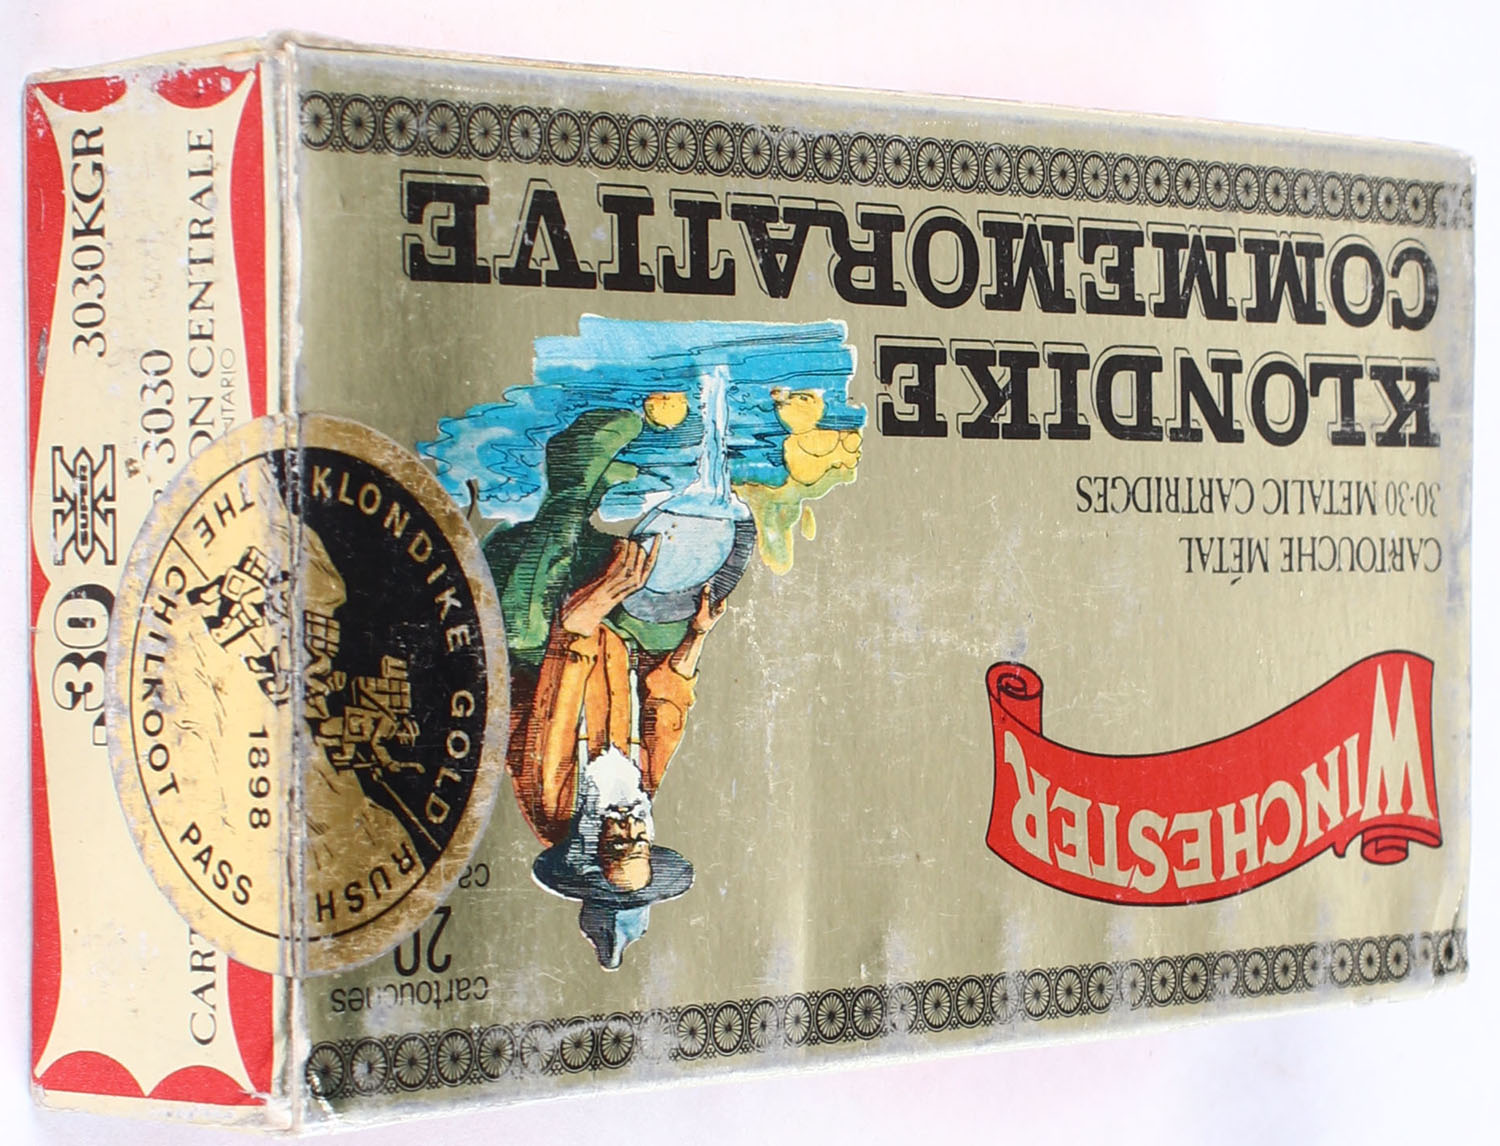 WINCHESTER
CARTOUCHE MÉTAL
30-30 METALIC CARTRIDGES
KLONDIKE
COMMEMORATIVE
20
cartouches
THE KLONDIKE GOLD RUSH
CHILKOOT PASS
1898
.30
SUPER
X
3030KGR
3030
CENTRALE